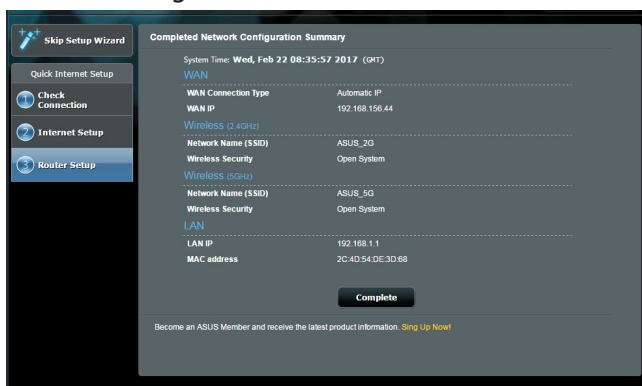 Skip Setup Wizard
Quick Internet Setup
1 Check Connection
2 Internet Setup
3 Router Setup
Completed Network Configuration Summary
System Time: Wed, Feb 22 08:35:57 2017 (GMT)
WAN
WAN Connection Type Automatic IP
WAN IP 192.168.156.44
Wireless (2.4GHz)
Network Name (SSID) ASUS_2G
Wireless Security Open System
Wireless (5GHz)
Network Name (SSID) ASUS_5G
Wireless Security Open System
LAN
LAN IP 192.168.1.1
MAC address 2C:4D:54:DE:3D:68
Complete
Become an ASUS Member and receive the latest product information. Sing Up Now!